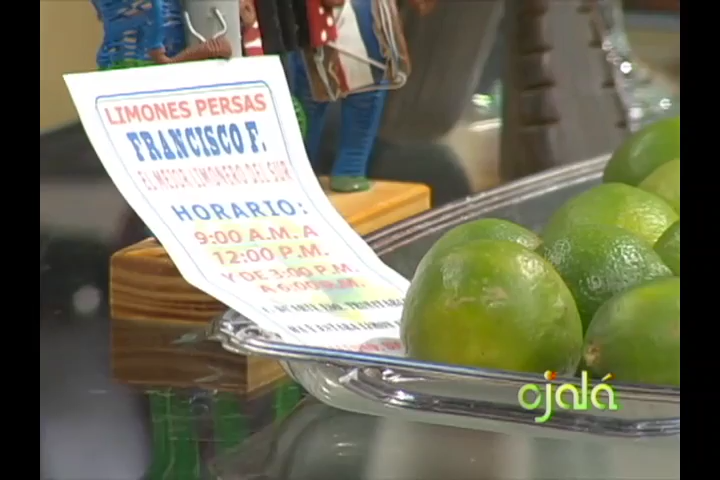 LIMONES PERSAS
FRANCISCO F.
EL MEJOR LIMONERO DEL SUR
HORARIO:
9:00 A.M. A
12:00 P.M.
Y DE 3:00 P.M.
A 6:00 P.M.
ojalá